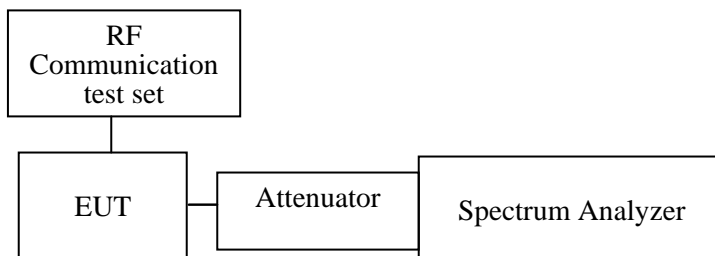 RF
Communication
test set
EUT
Attenuator
Spectrum Analyzer